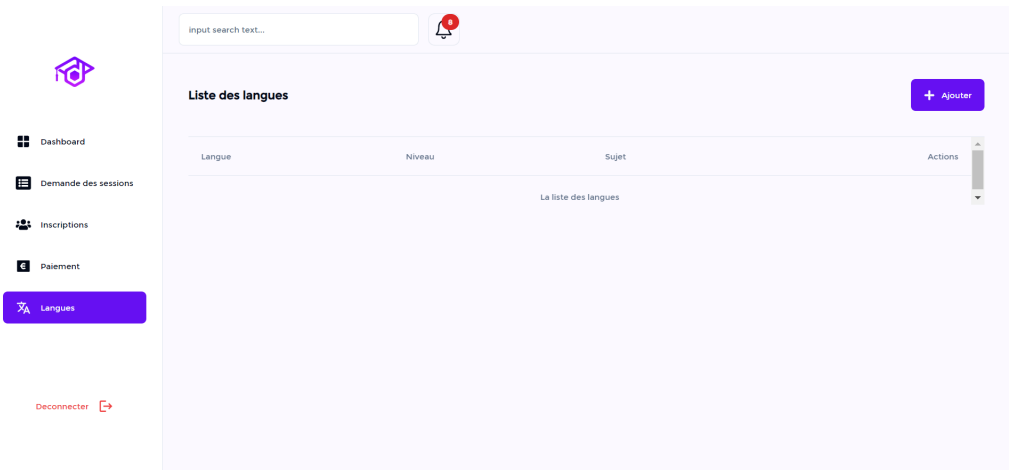 input search text...
8
Liste des langues
Ajouter
Dashboard
Demande des sessions
Inscriptions
Paiement
Langues
Deconnecter
Langue Niveau Sujet Actions
La liste des langues